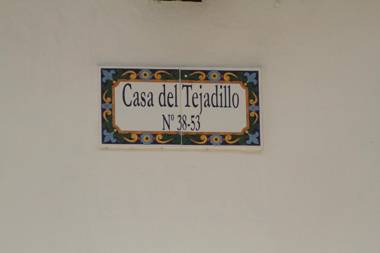 Casa del Tejadillo
Nº 38-53